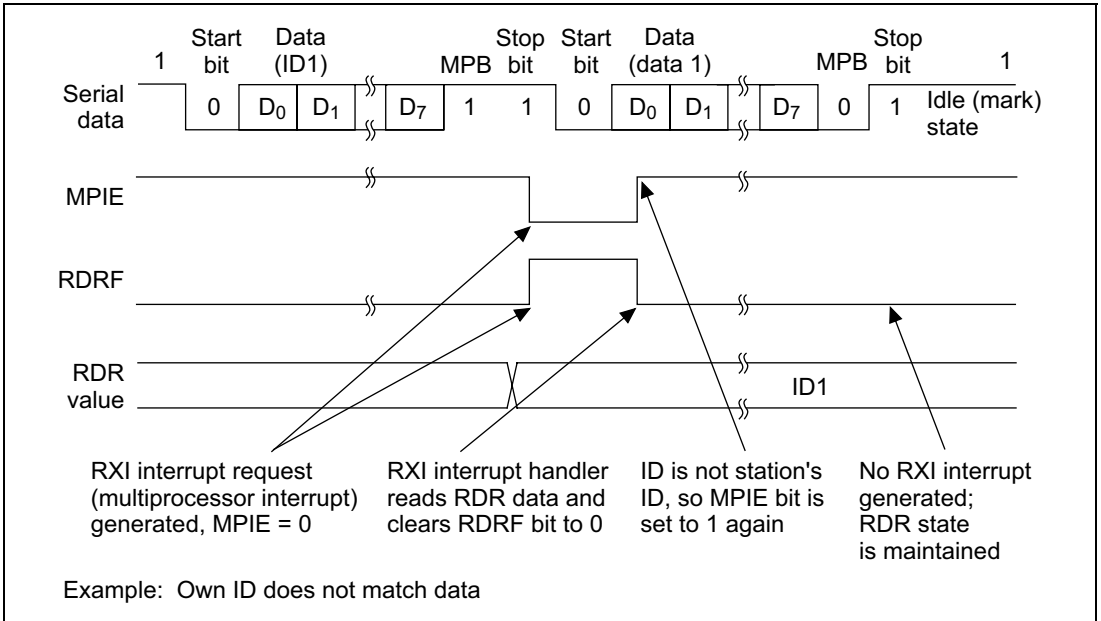 Start Data Stop Start Data Stop
1 bit (ID1) MPB bit bit (data 1) MPB bit 1
Serial data 0 D0 D1 D7 1 1 0 D0 D1 D7 0 1 Idle (mark) state
MPIE
RDRF
RDR
value
ID1
RXI interrupt request
(multiprocessor interrupt)
generated, MPIE = 0
RXI interrupt handler
reads RDR data and
clears RDRF bit to 0
ID is not station's
ID, so MPIE bit is
set to 1 again
No RXI interrupt
generated;
RDR state
is maintained
Example: Own ID does not match data